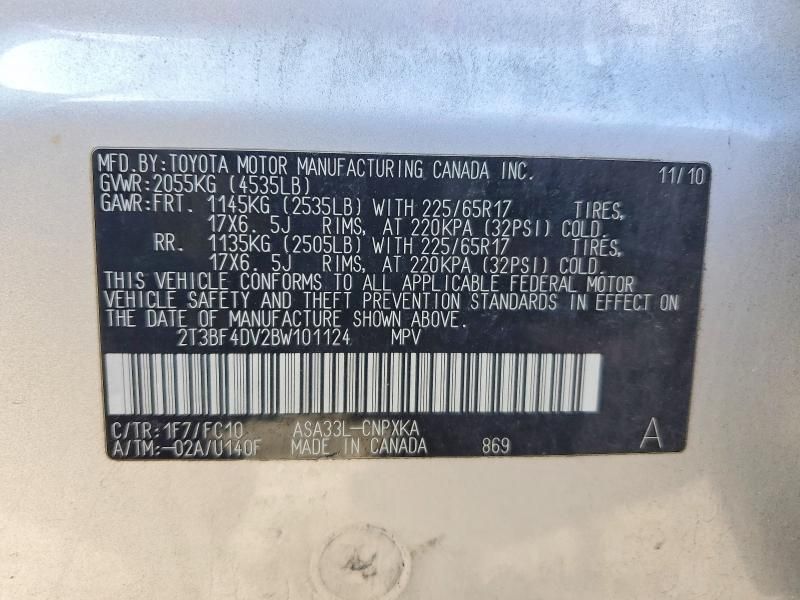 MFD.BY:TOYOTA MOTOR MANUFACTURING CANADA INC. 11/10
GVWR:2055KG (4535LB)
GAWR:FRT. 1145KG (2535LB) WITH 225/65R17 TIRES,
17X6. 5J RIMS, AT 220KPA (32PSI) COLD.
RR. 1135KG (2505LB) WITH 225/65R17 TIRES,
17X6. 5J RIMS, AT 220KPA (32PSI) COLD.
THIS VEHICLE CONFORMS TO ALL APPLICABLE FEDERAL MOTOR
VEHICLE SAFETY AND THEFT PREVENTION STANDARDS IN EFFECT ON
THE DATE OF MANUFACTURE SHOWN ABOVE.
2T3BF4DV2BW101124 MPV
C/TR:1F7/FC10 ASA33L-CNPXKA
A/TM:-02A/U140F MADE IN CANADA 869 A